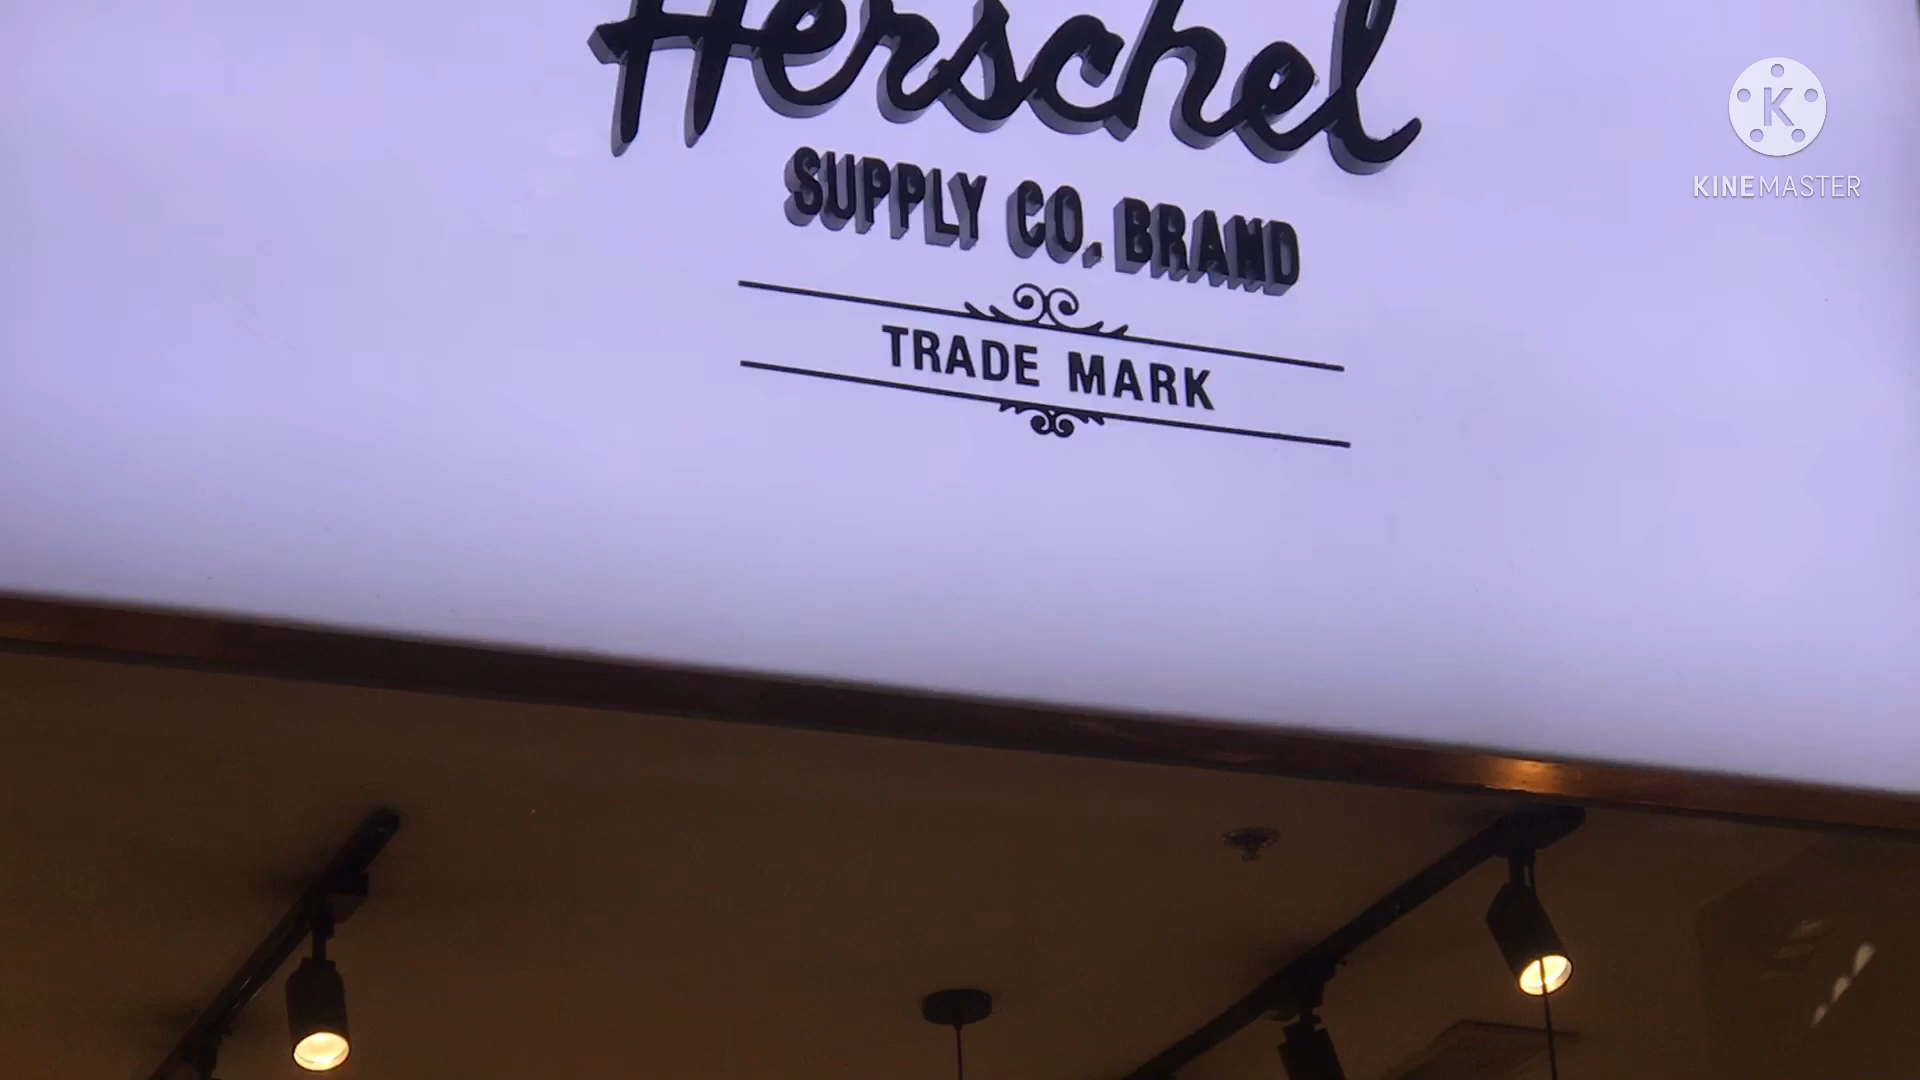 Herschel
SUPPLY CO. BRAND
TRADE MARK
K
KINEMASTER